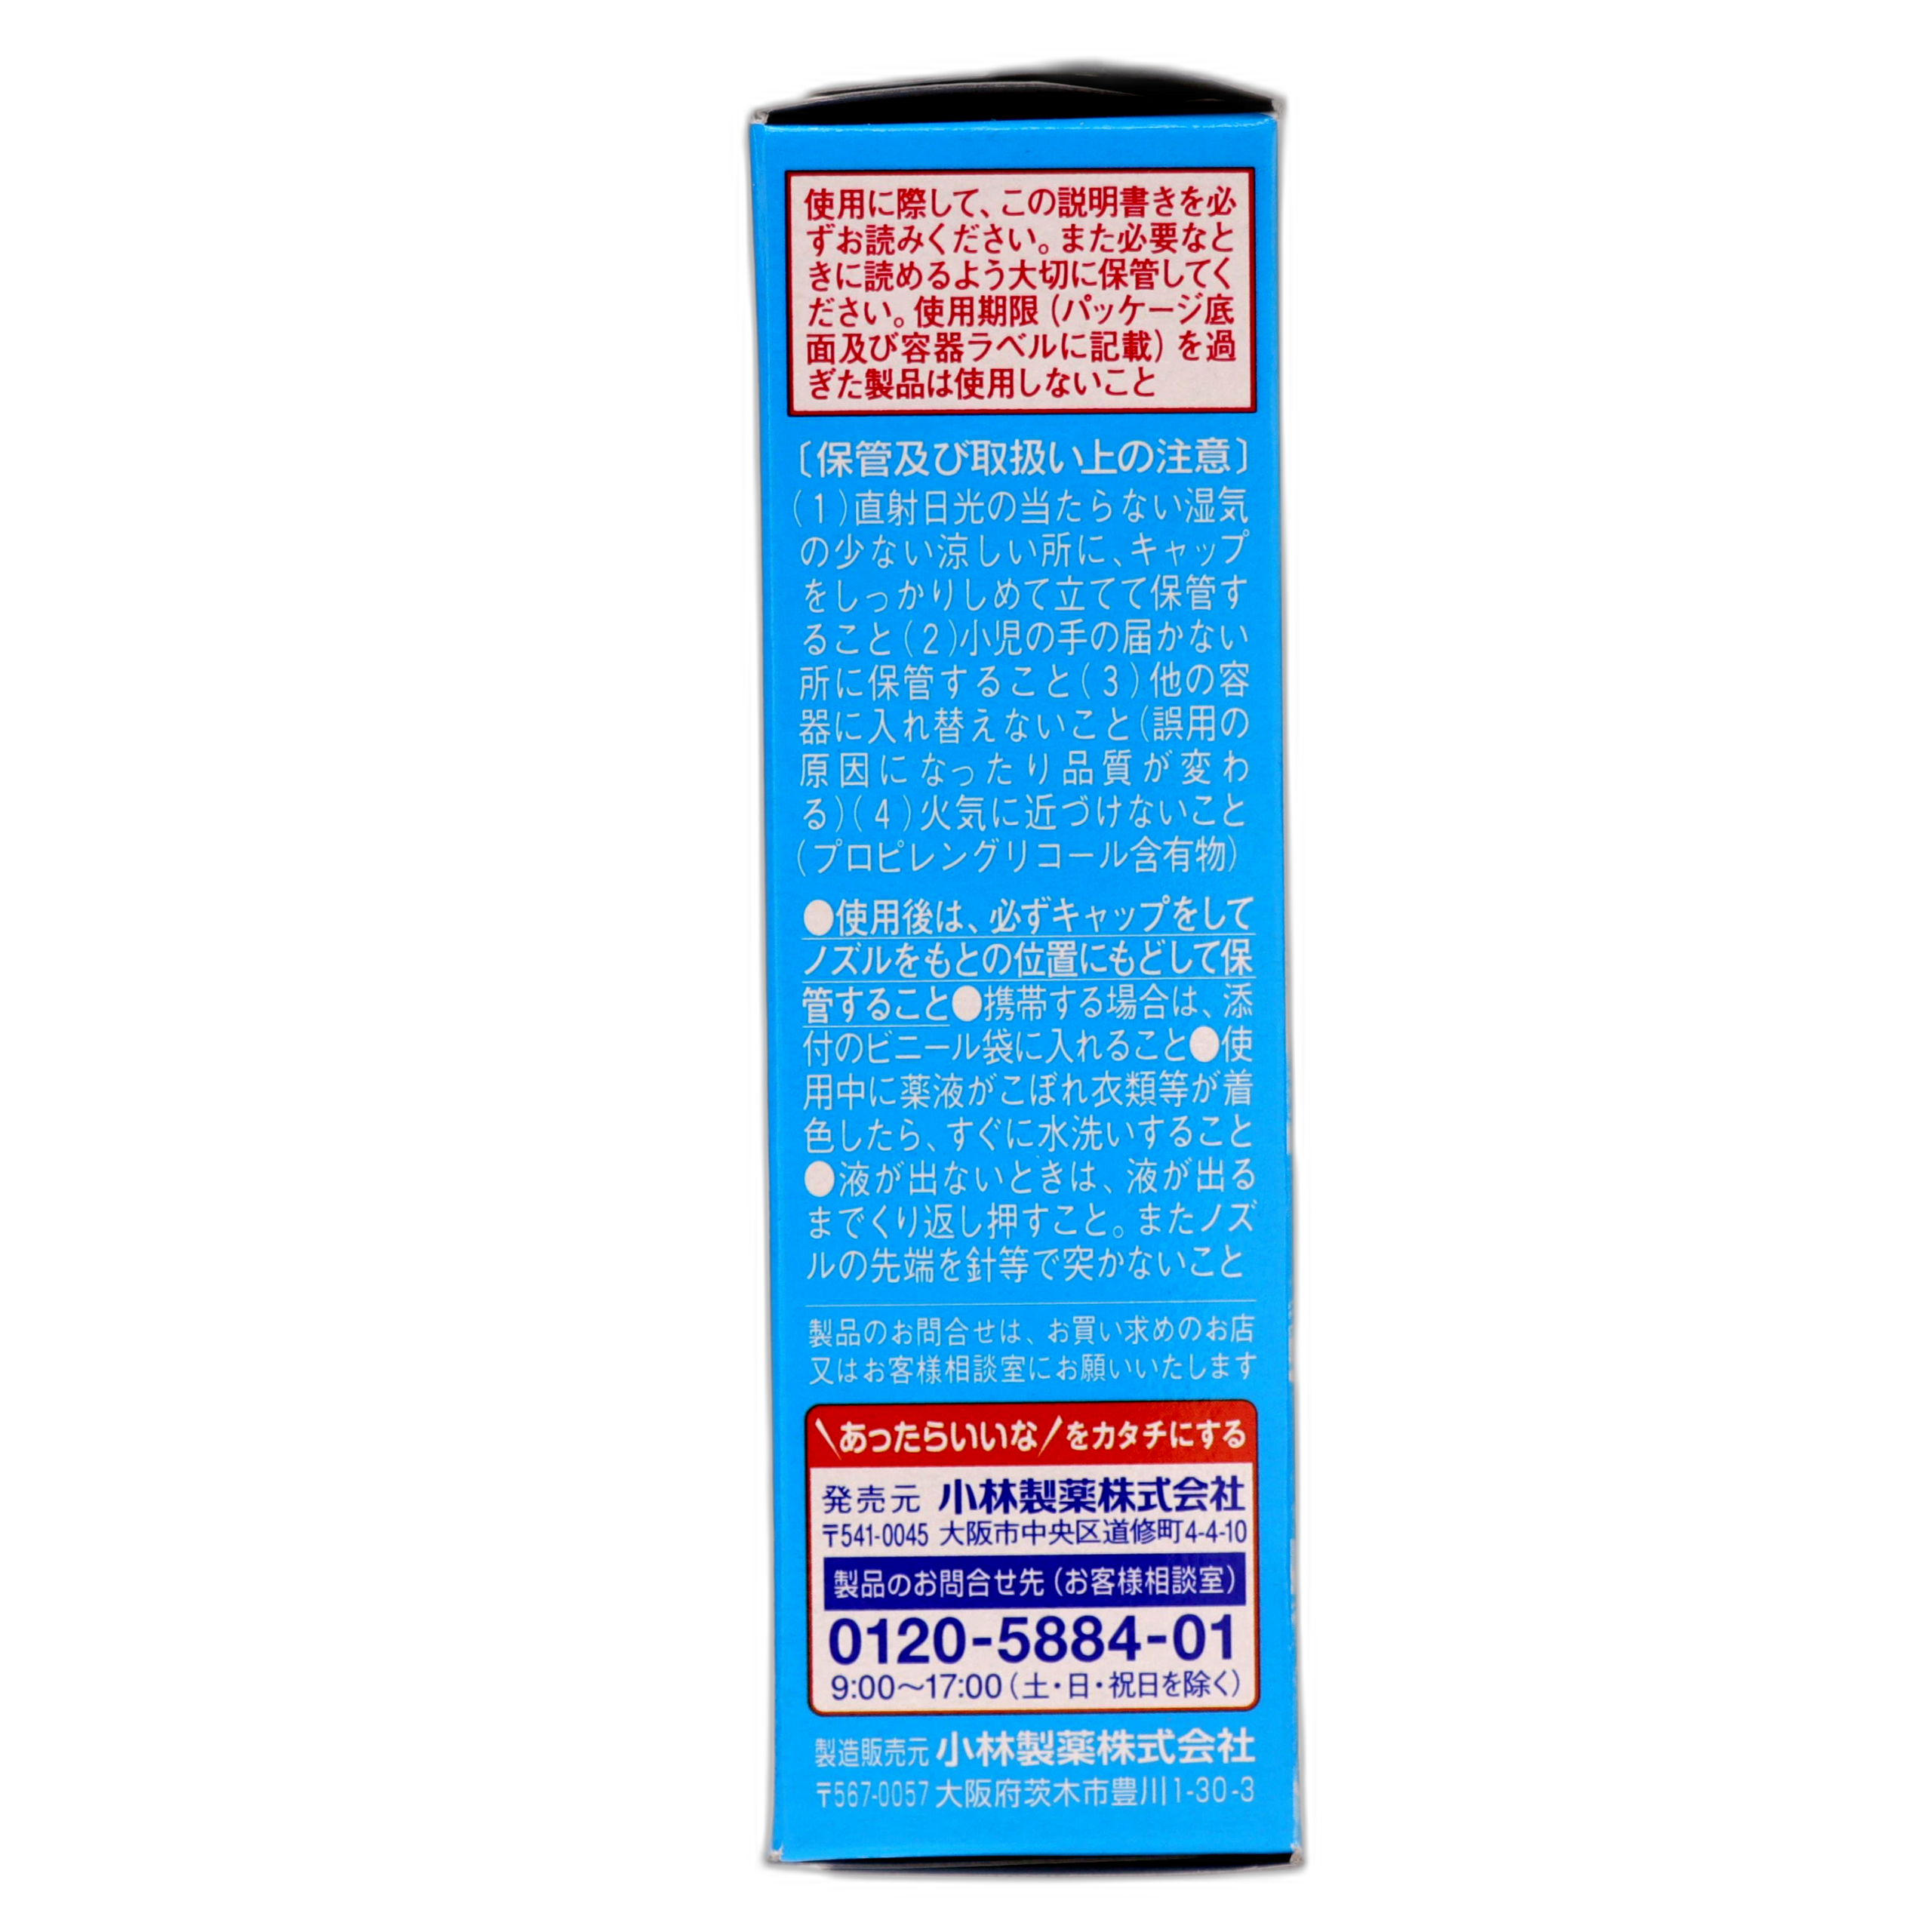 使用に際して、この説明書きを必
ずお読みください。また必要なと
きに読めるよう大切に保管してく
ださい。使用期限(パッケージ底
面及び容器ラベルに記載)を過
ぎた製品は使用しないこと
〔保管及び取扱い上の注意〕
(1)直射日光の当たらない湿気
の少ない涼しい所に、キャップ
をしっかりしめて立てて保管す
ること(2)小児の手の届かない
所に保管すること(3)他の容
器に入れ替えないこと(誤用の
原因になったり品質が変わ
る)(4)火気に近づけないこと
(プロピレングリコール含有物)
●使用後は、必ずキャップをして
ノズルをもとの位置にもどして保
管すること●携帯する場合は、添
付のビニール袋に入れること●使
用中に薬液がこぼれ衣類等が着
色したら、すぐに水洗いすること
●液が出ないときは、液が出る
までくり返し押すこと。またノズ
ルの先端を針等で突かないこと
製品のお問合せは、お買い求めのお店
又はお客様相談室にお願いいたします
\あったらいいな/をカタチにする
発売元 小林製薬株式会社
〒541-0045 大阪市中央区道修町4-4-10
製品のお問合せ先(お客様相談室)
0120-5884-01
9:00〜17:00(土・日・祝日を除く)
製造販売元 小林製薬株式会社
〒567-0057 大阪府茨木市豊川1-30-3